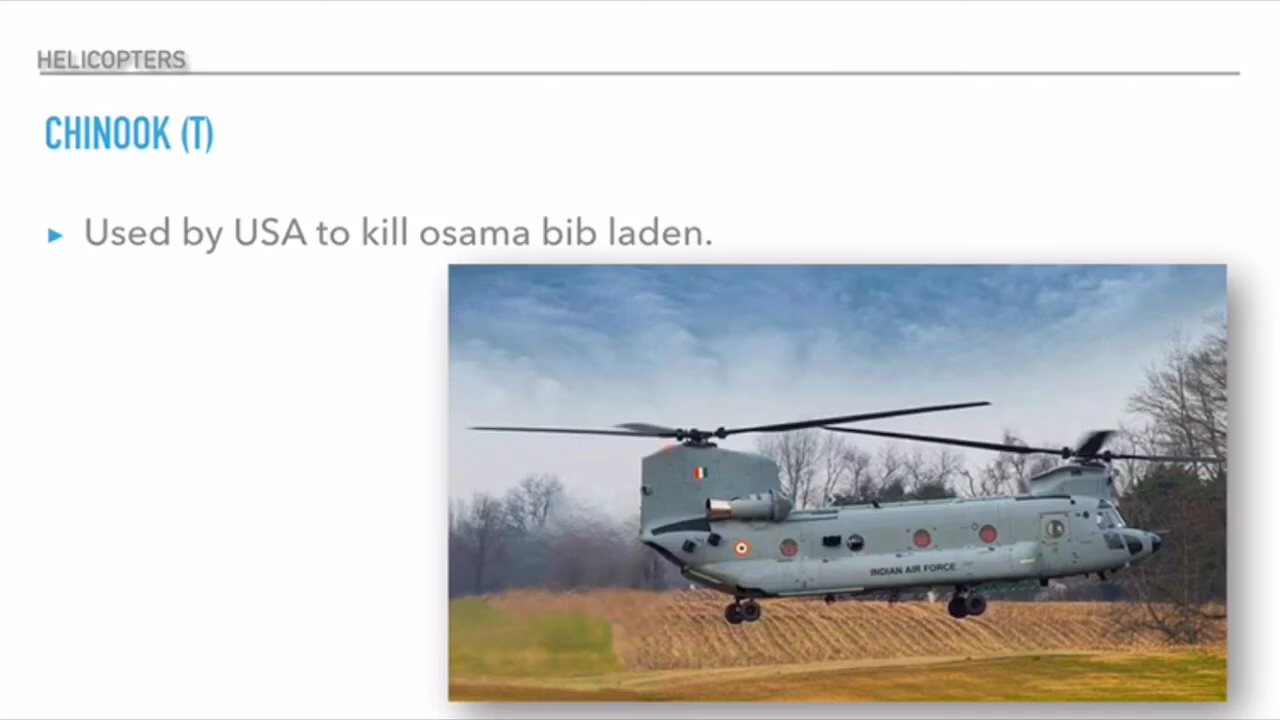 HELICOPTERS
CHINOOK (T)
▸ Used by USA to kill osama bib laden.
INDIAN AIR FORCE